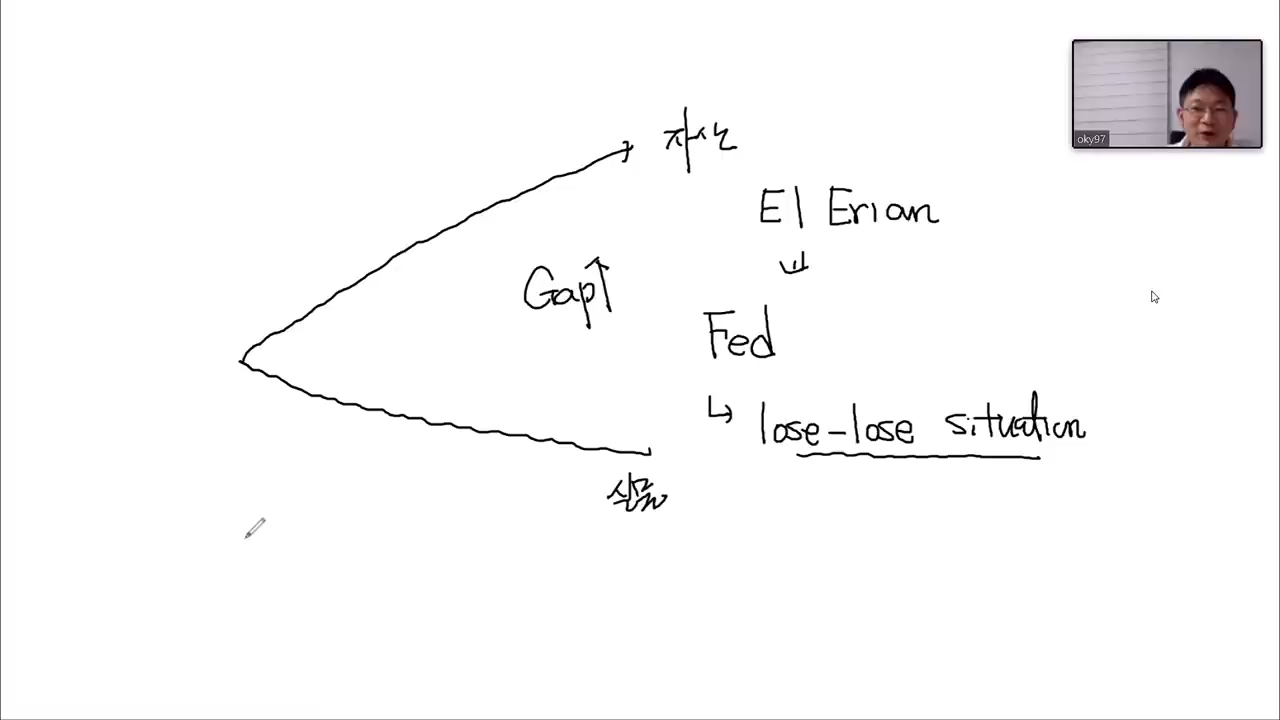 자산
El Erian
Gap↑
Fed
↳ lose-lose situation
실물
oky97